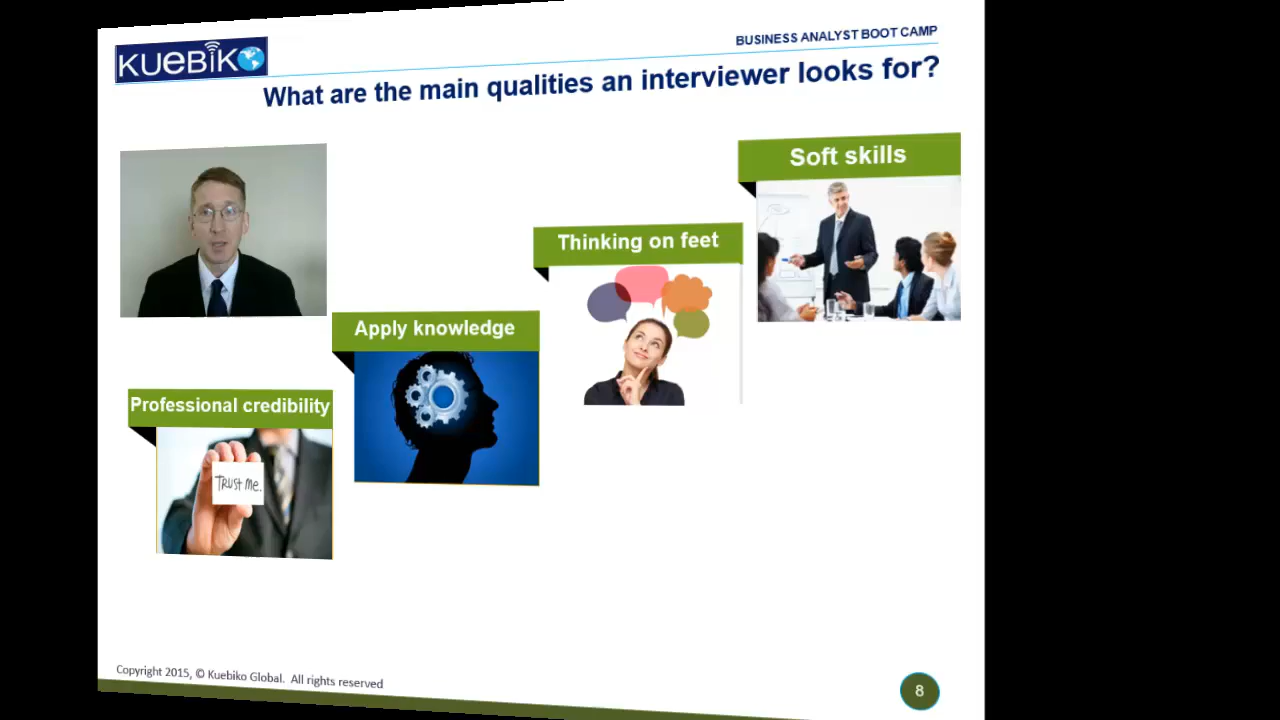 KUEBIKO
BUSINESS ANALYST BOOT CAMP
What are the main qualities an interviewer looks for?
Soft skills
Thinking on feet
Apply knowledge
Professional credibility
TRUST ME.
Copyright 2015, © Kuebiko Global. All rights reserved
8